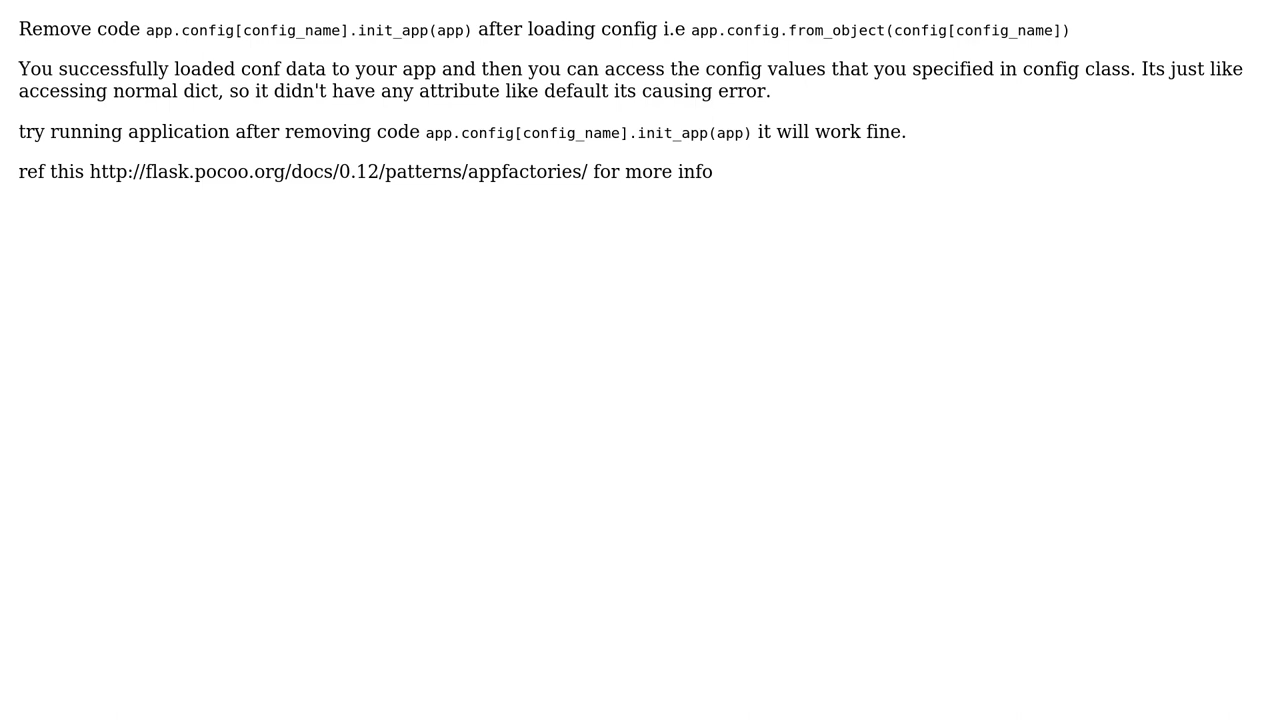 Remove code app.config[config_name].init_app(app) after loading config i.e app.config.from_object(config[config_name])
You successfully loaded conf data to your app and then you can access the config values that you specified in config class. Its just like
accessing normal dict, so it didn't have any attribute like default its causing error.
try running application after removing code app.config[config_name].init_app(app) it will work fine.
ref this http://flask.pocoo.org/docs/0.12/patterns/appfactories/ for more info